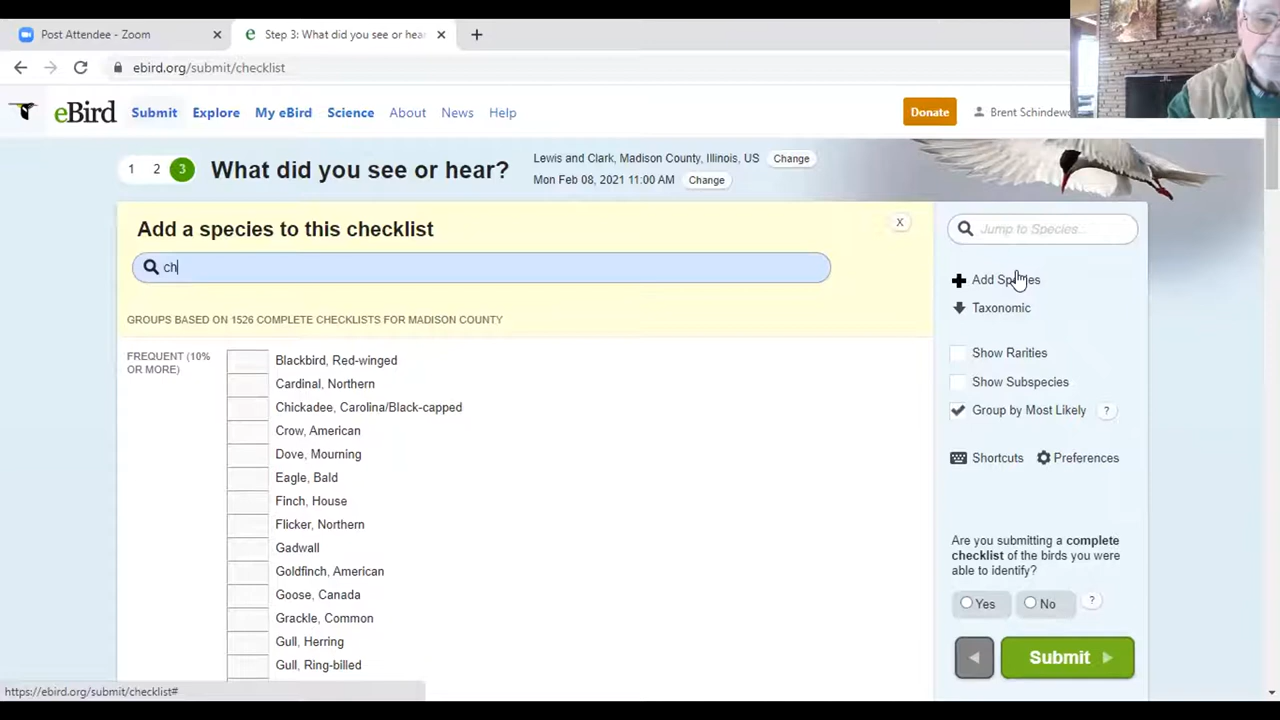 Post Attendee - Zoom
Step 3: What did you see or hear
ebird.org/submit/checklist
eBird Submit Explore My eBird Science About News Help Donate
1 2 3 What did you see or hear?
Lewis and Clark, Madison County, Illinois, US Change
Mon Feb 08, 2021 11:00 AM Change
Add a species to this checklist X
ch
GROUPS BASED ON 1526 COMPLETE CHECKLISTS FOR MADISON COUNTY
FREQUENT (10%
OR MORE)
Blackbird, Red-winged
Cardinal, Northern
Chickadee, Carolina/Black-capped
Crow, American
Dove, Mourning
Eagle, Bald
Finch, House
Flicker, Northern
Gadwall
Goldfinch, American
Goose, Canada
Grackle, Common
Gull, Herring
Gull, Ring-billed
Jump to Species...
Add Species
Taxonomic
Show Rarities
Show Subspecies
Group by Most Likely ?
Shortcuts Preferences
Are you submitting a complete
checklist of the birds you were
able to identify?
Yes No ?
Submit
https://ebird.org/submit/checklist#